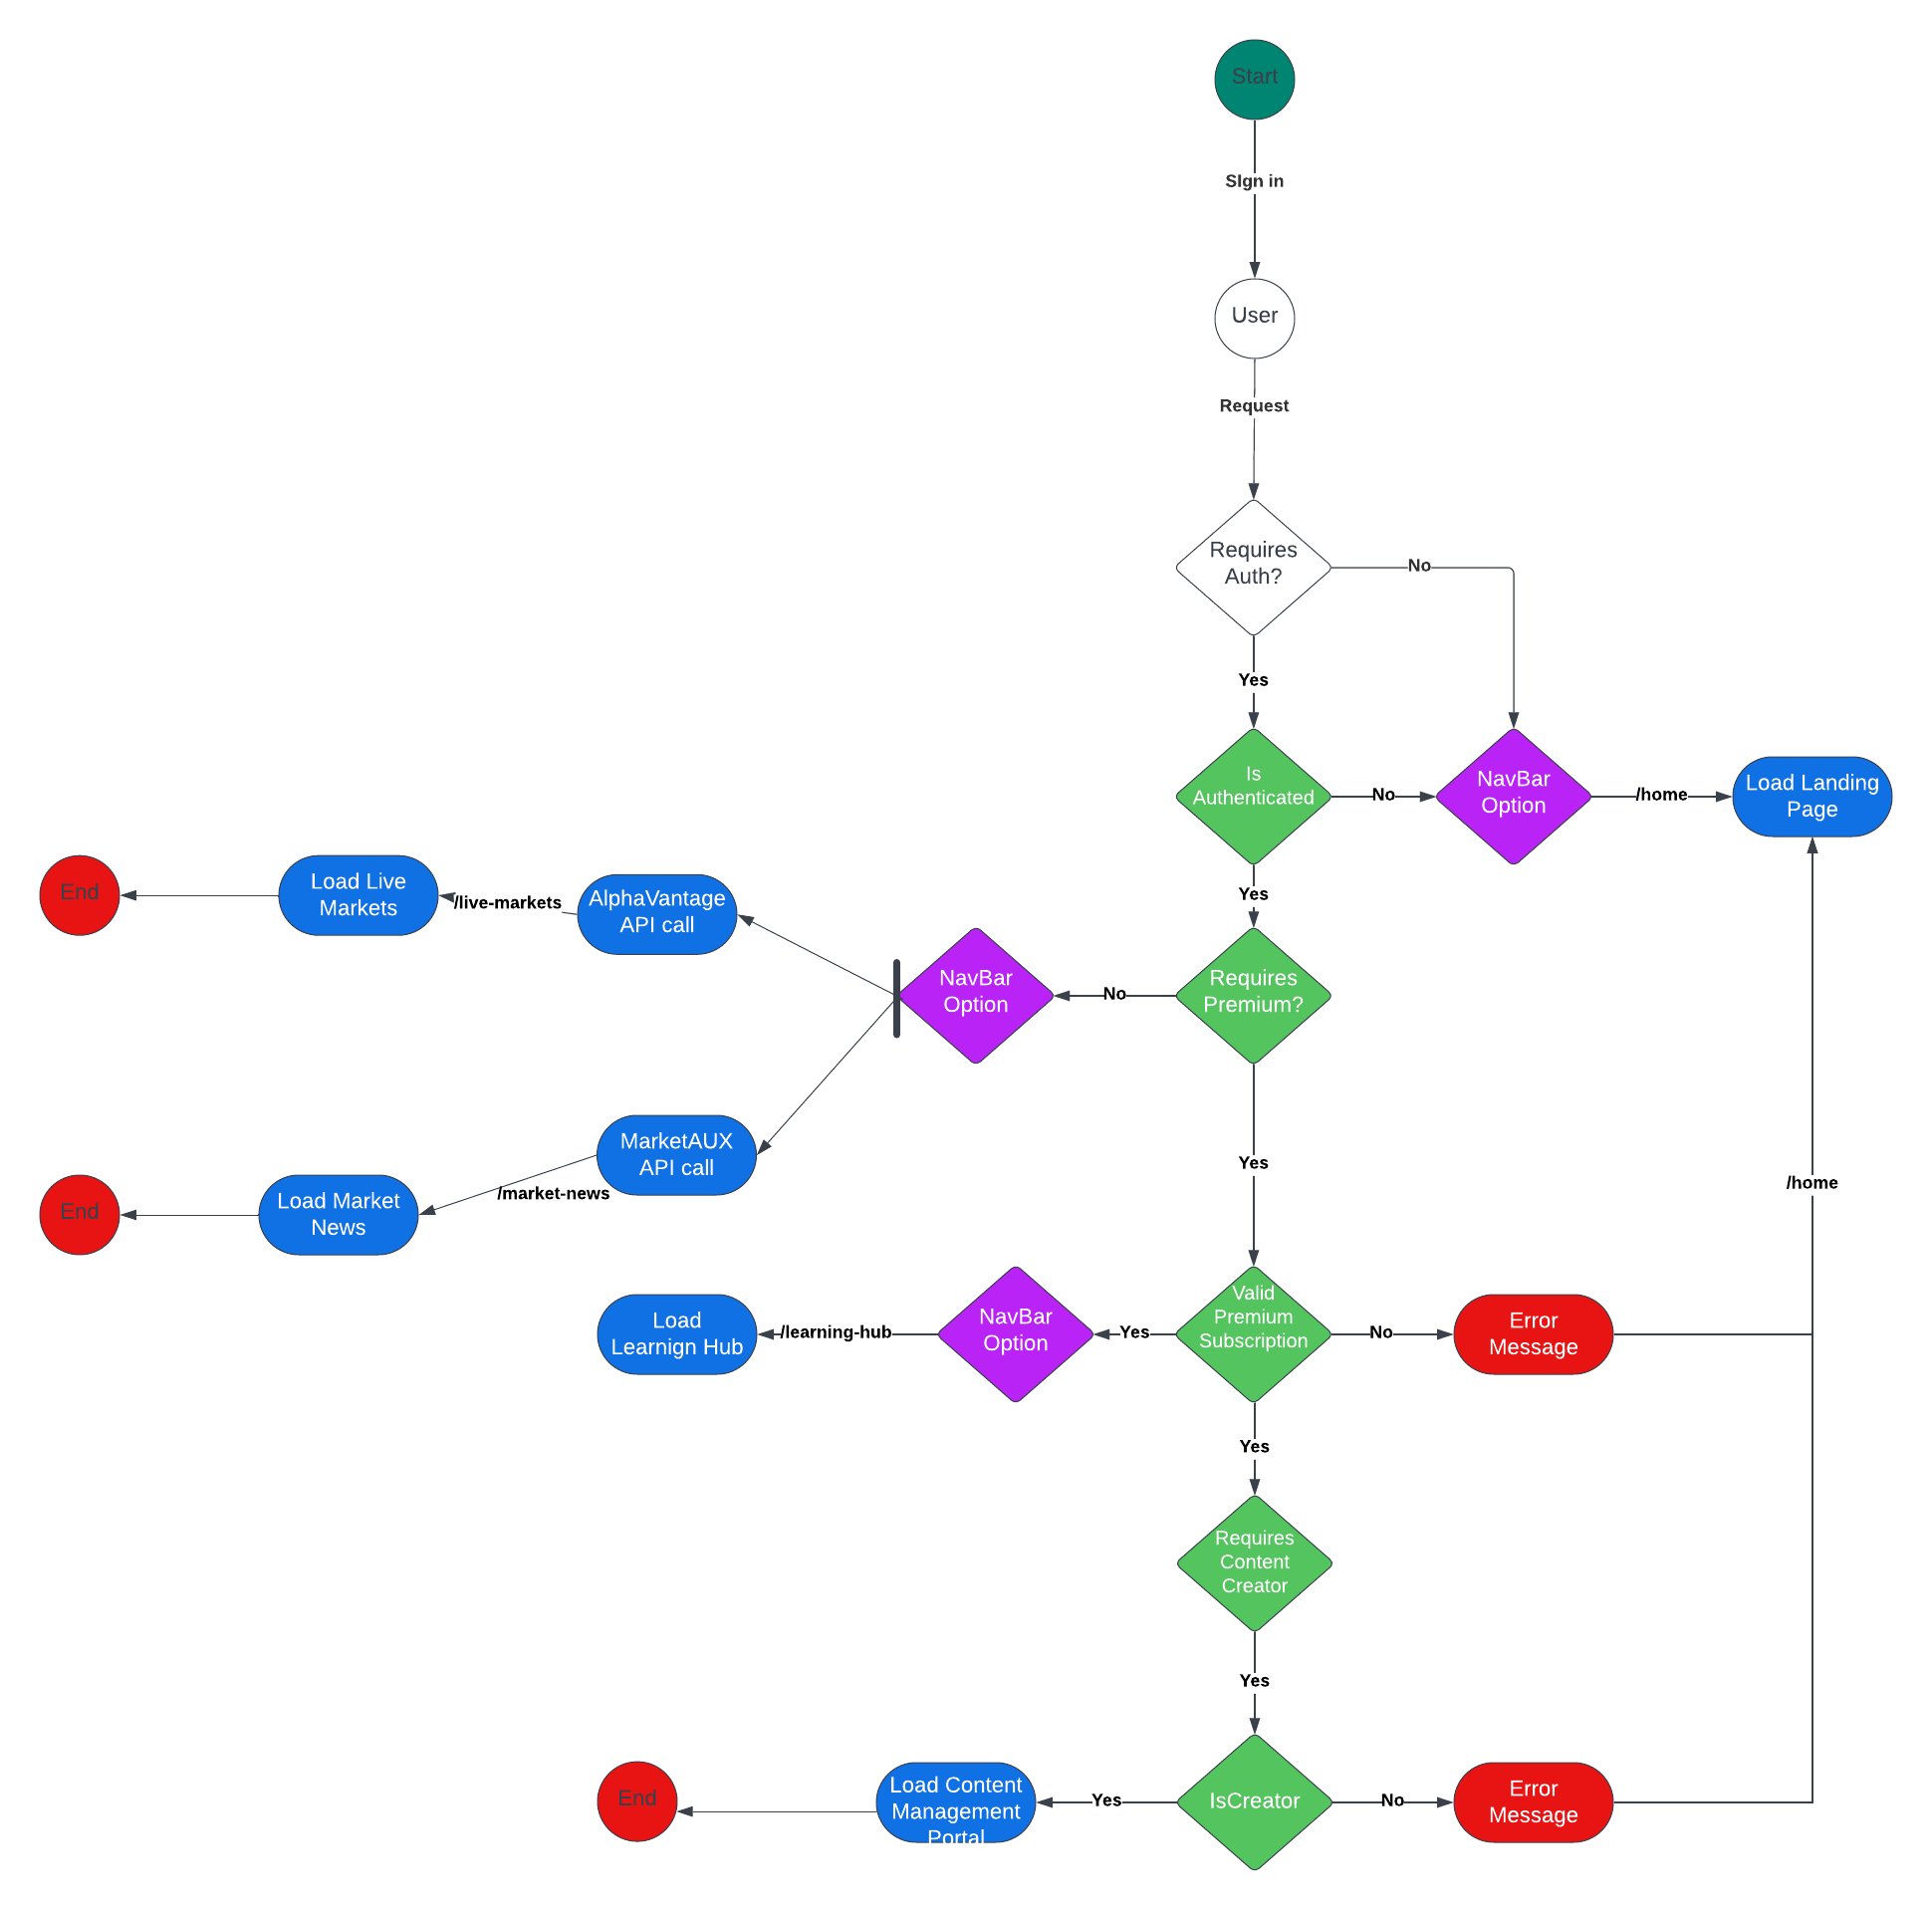 Start
SIgn in
User
Request
Requires
Auth?
No
Yes
Is
Authenticated
No
NavBar
Option
/home
Load Landing
Page
Yes
End
Load Live
Markets
/live-markets
AlphaVantage
API call
NavBar
Option
No
Requires
Premium?
MarketAUX
API call
Yes
/market-news
/home
End
Load Market
News
Load
Learnign Hub
/learning-hub
NavBar
Option
Yes
Valid
Premium
Subscription
No
Error
Message
Yes
Requires
Content
Creator
Yes
End
Load Content
Management
Portal
Yes
IsCreator
No
Error
Message